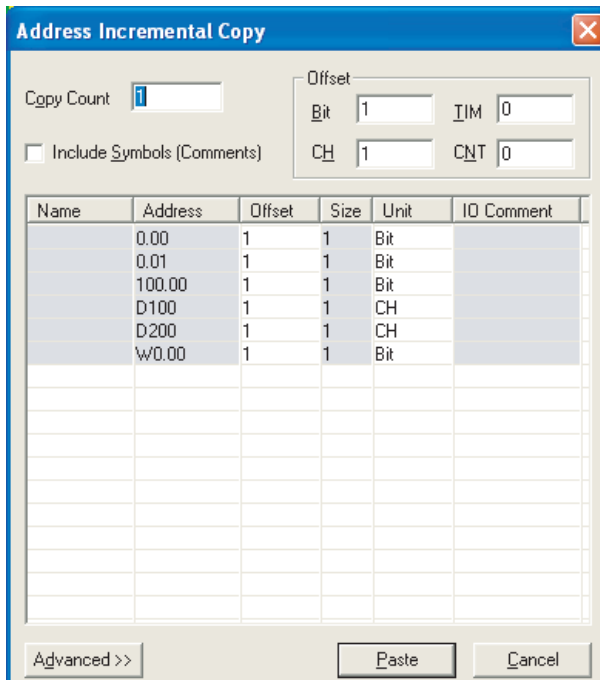 Address Incremental Copy
Copy Count 1
Include Symbols (Comments)
Offset
Bit 1 TIM 0
CH 1 CNT 0
Name Address Offset Size Unit IO Comment
0.00 1 1 Bit
0.01 1 1 Bit
100.00 1 1 Bit
D100 1 1 CH
D200 1 1 CH
W0.00 1 1 Bit
Advanced >> Paste Cancel